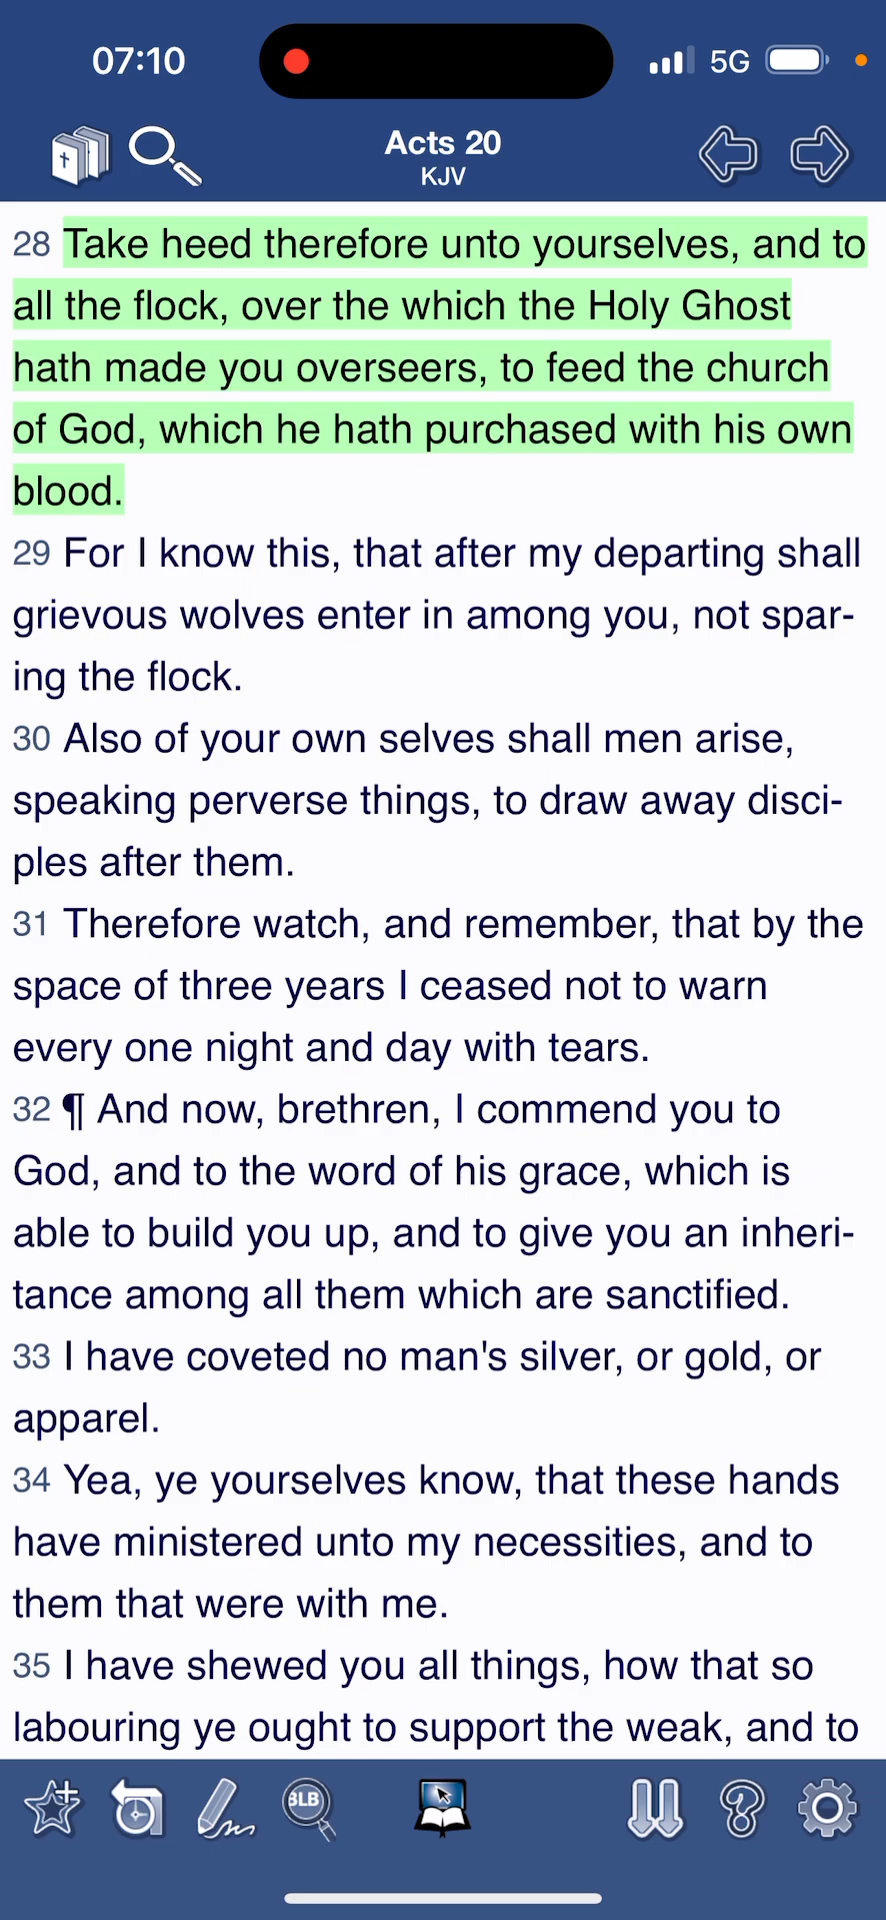 07:10
5G
Acts 20
KJV
28 Take heed therefore unto yourselves, and to
all the flock, over the which the Holy Ghost
hath made you overseers, to feed the church
of God, which he hath purchased with his own
blood.
29 For I know this, that after my departing shall
grievous wolves enter in among you, not spar-
ing the flock.
30 Also of your own selves shall men arise,
speaking perverse things, to draw away disci-
ples after them.
31 Therefore watch, and remember, that by the
space of three years I ceased not to warn
every one night and day with tears.
32 ¶ And now, brethren, I commend you to
God, and to the word of his grace, which is
able to build you up, and to give you an inheri-
tance among all them which are sanctified.
33 I have coveted no man's silver, or gold, or
apparel.
34 Yea, ye yourselves know, that these hands
have ministered unto my necessities, and to
them that were with me.
35 I have shewed you all things, how that so
labouring ye ought to support the weak, and to
BLB